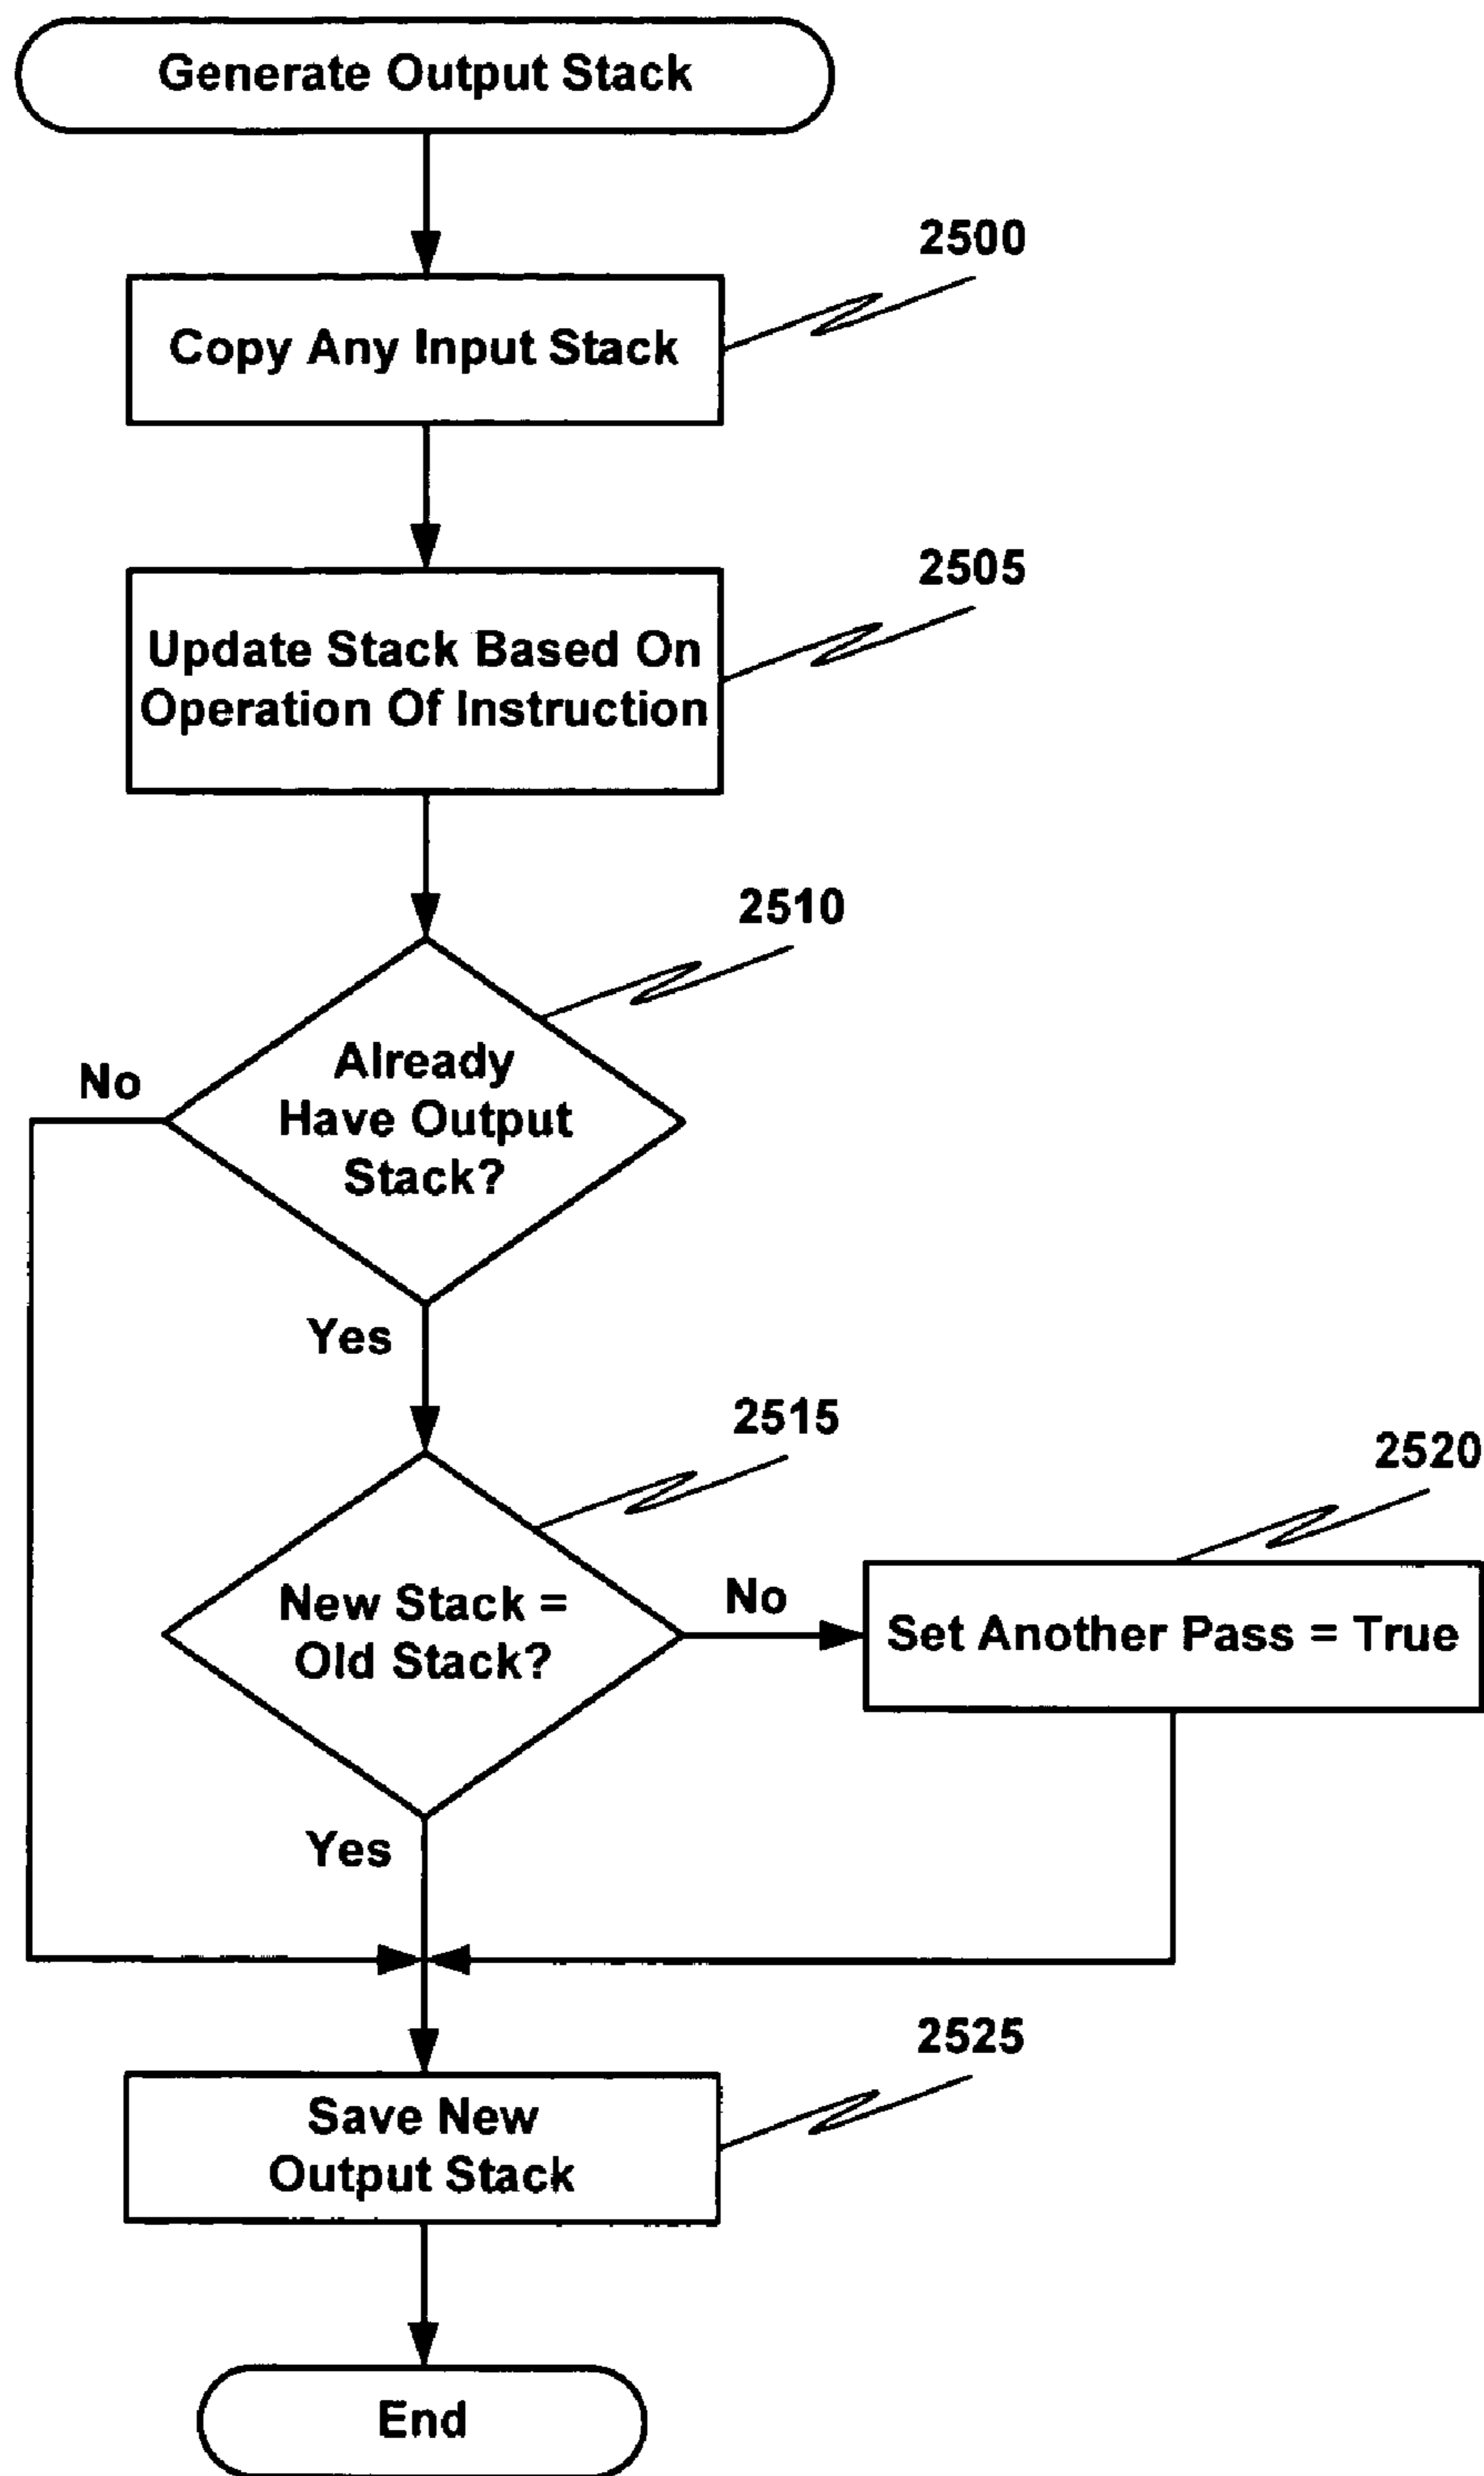 Generate Output Stack
2500
Copy Any Input Stack
2505
Update Stack Based On
Operation Of Instruction
2510
Already
Have Output
Stack?
No
Yes
2515
2520
New Stack =
Old Stack?
No
Set Another Pass = True
Yes
2525
Save New
Output Stack
End